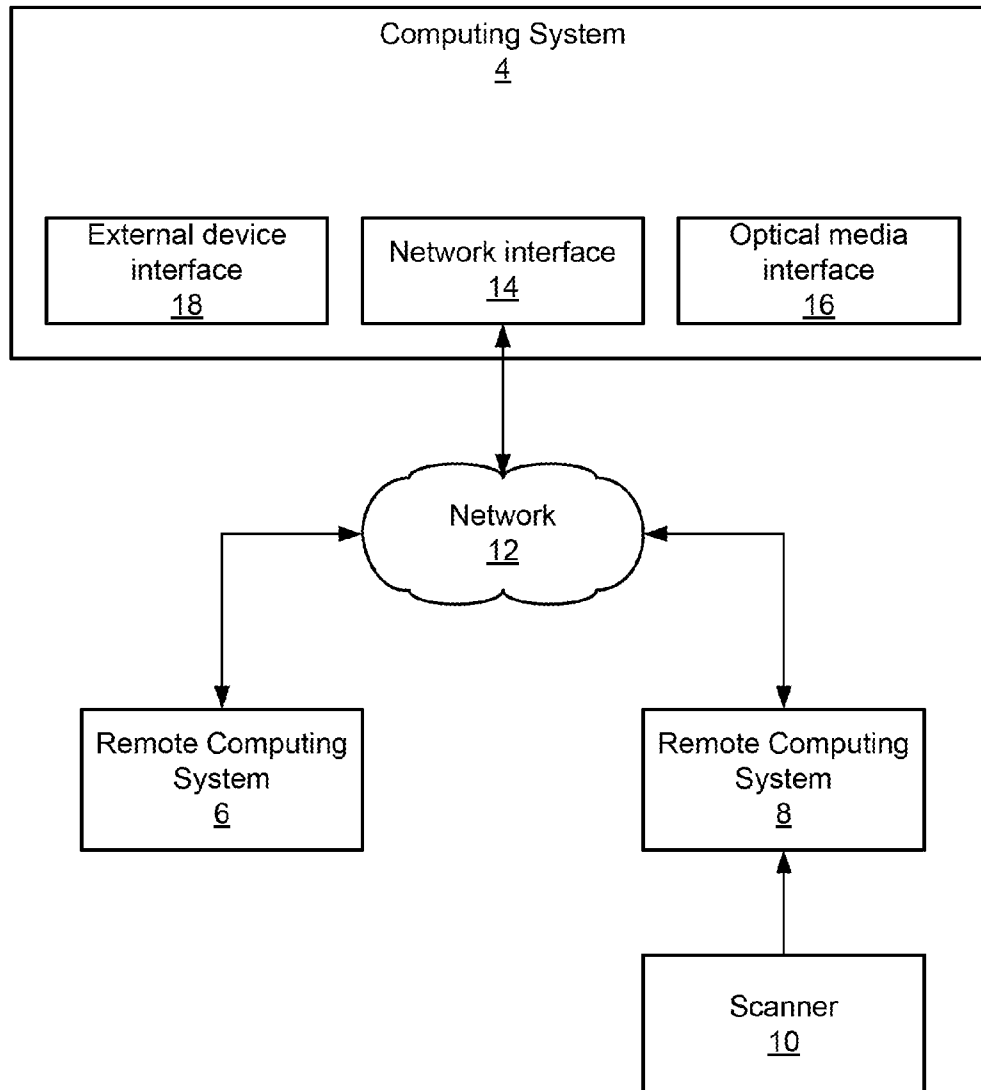 Computing System
4
External device
interface
18
Network interface
14
Optical media
interface
16
Network
12
Remote Computing
System
6
Remote Computing
System
8
Scanner
10